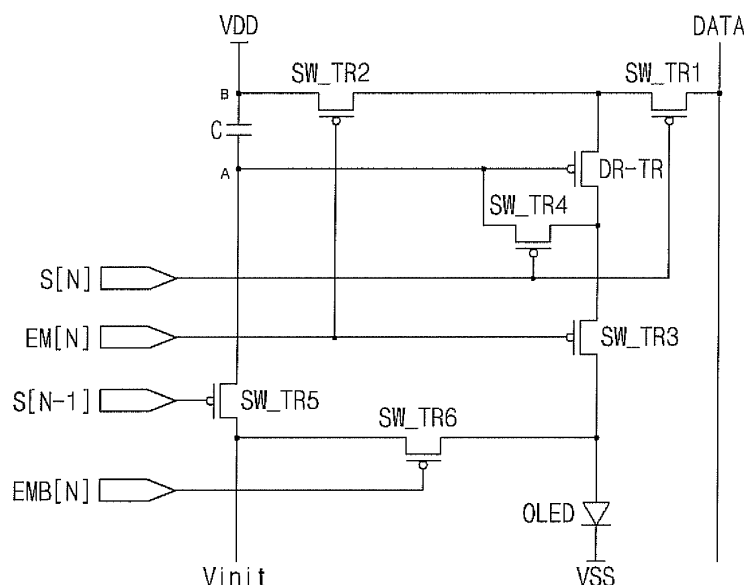 VDD
DATA
SW_TR2
SW_TR1
B
C
A
DR-TR
SW_TR4
S[N]
EM[N]
SW_TR3
S[N-1]
SW_TR5
SW_TR6
EMB[N]
OLED
Vinit
VSS